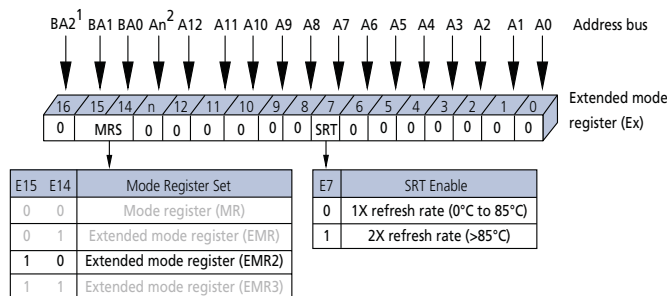 BA2¹ BA1 BA0 An² A12 A11 A10 A9 A8 A7 A6 A5 A4 A3 A2 A1 A0 Address bus
16 15 14 n 12 11 10 9 8 7 6 5 4 3 2 1 0 Extended mode
0 MRS 0 0 0 0 0 0 SRT 0 0 0 0 0 0 0 register (Ex)
E15 E14 Mode Register Set
0 0 Mode register (MR)
0 1 Extended mode register (EMR)
1 0 Extended mode register (EMR2)
1 1 Extended mode register (EMR3)
E7 SRT Enable
0 1X refresh rate (0°C to 85°C)
1 2X refresh rate (>85°C)